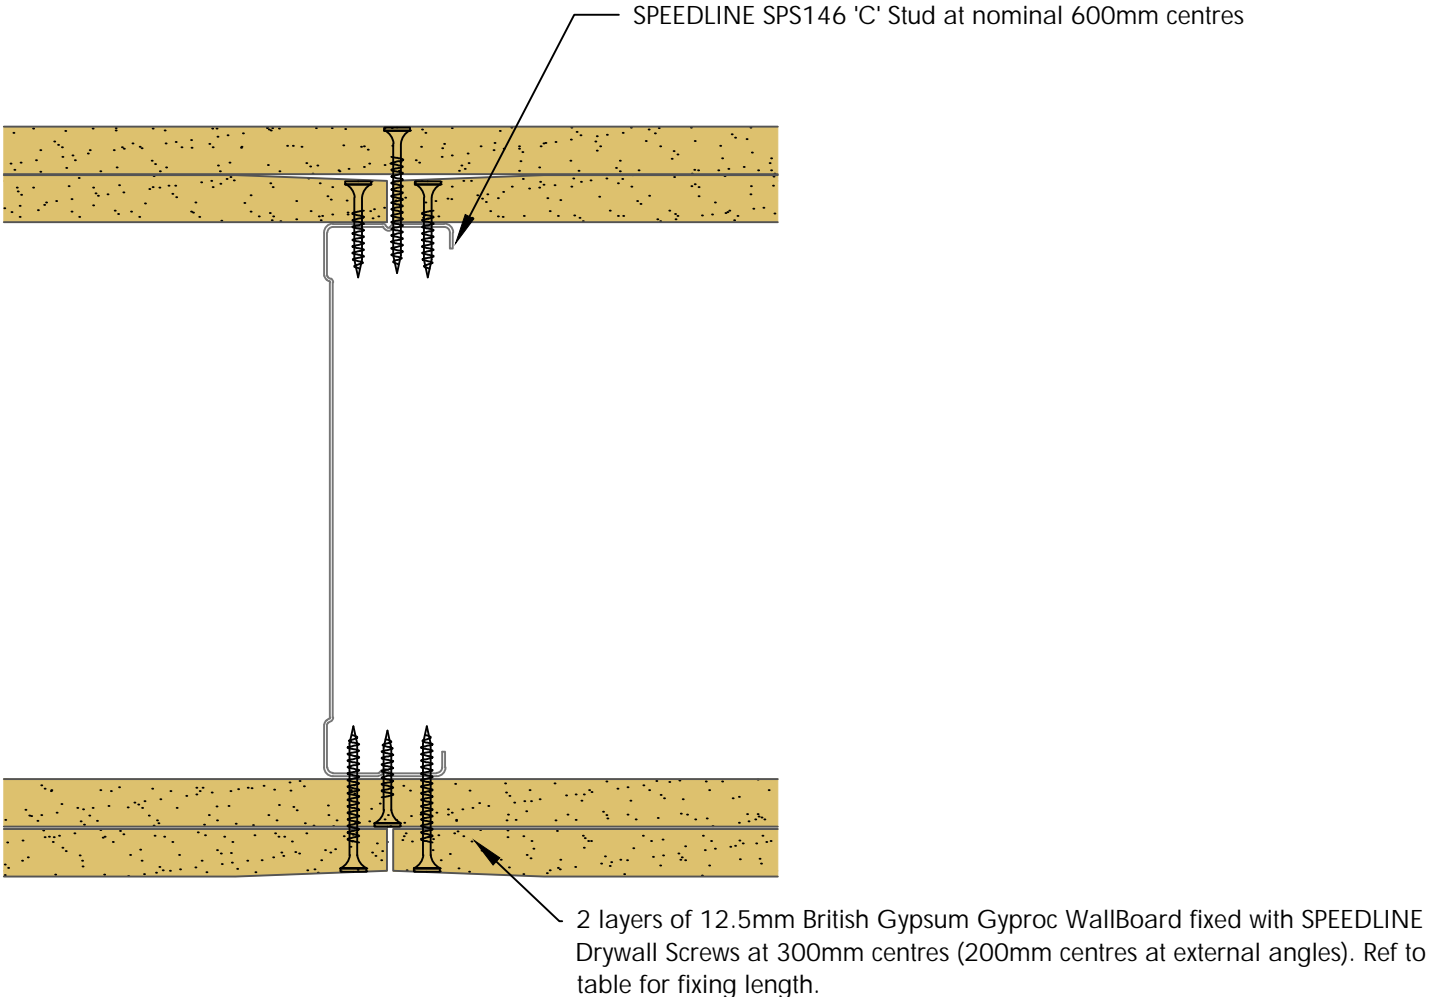 SPEEDLINE SPS146 'C' Stud at nominal 600mm centres
2 layers of 12.5mm British Gypsum Gyproc WallBoard fixed with SPEEDLINE
Drywall Screws at 300mm centres (200mm centres at external angles). Ref to
table for fixing length.